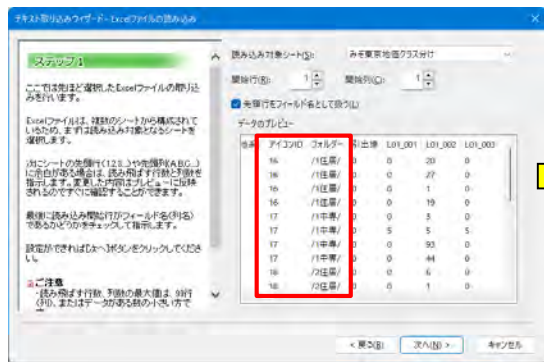 テキスト取り込みウィザード - Excelファイルの読み込み
ステップ1
ここでは先ほど選択したExcelファイルの取り込
みを行います。
Excelファイルは、複数のシートから構成されて
いるため、まずは読み込み対象となるシートを
選択します。
次にシートの先頭行(1,2,3...)や先頭列(A,B,C...)
に余白がある場合は、読み飛ばす行数と列数を
指示します。変更した内容はプレビューに反映
されるのですぐに確認することができます。
最後に読み込み開始行がフィールド名(列名)
であるかどうかをチェックして指示します。
設定ができれば[次へ]ボタンをクリックしてくださ
い。
ご注意
・読み飛ばす行数、列数の最大値は、99行
(列)、またはデータがある数の小さい方で
読み込み対象シート(S):
みぞ東京地価クラス分け
開始行(R): 1
開始列(C): 1
先頭行をフィールド名として扱う(L)
データのプレビュー
アイコンID フォルダー 引出線 L01_001 L01_002 L01_003
16 /1住居/ 0 0 20 0
16 /1住居/ 0 0 27 0
16 /1住居/ 0 0 1 0
16 /1住居/ 0 0 19 0
17 /1中専/ 0 0 3 0
17 /1中専/ 0 5 5 5
17 /1中専/ 0 0 93 0
17 /1中専/ 0 0 44 0
18 /2住居/ 0 0 6 0
18 /2住居/ 0 0 1 0
< 戻る(B)
次へ(N) >
キャンセル